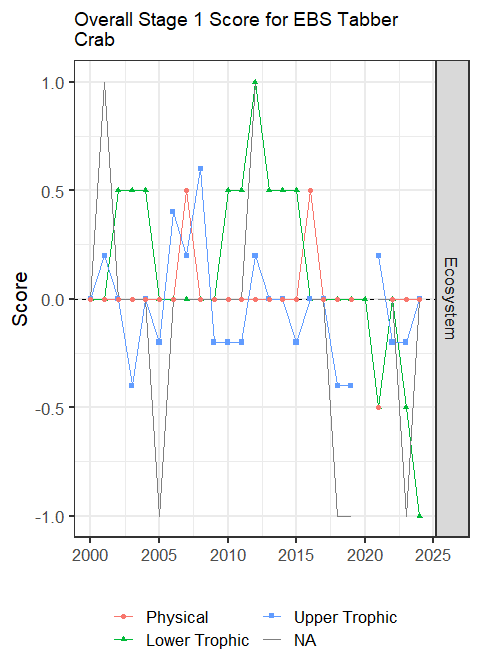 Overall Stage 1 Score for EBS Tabber
Crab
1.0
0.5
0.0
-0.5
-1.0
Score
Ecosystem
2000 2005 2010 2015 2020 2025
Physical Upper Trophic
Lower Trophic NA